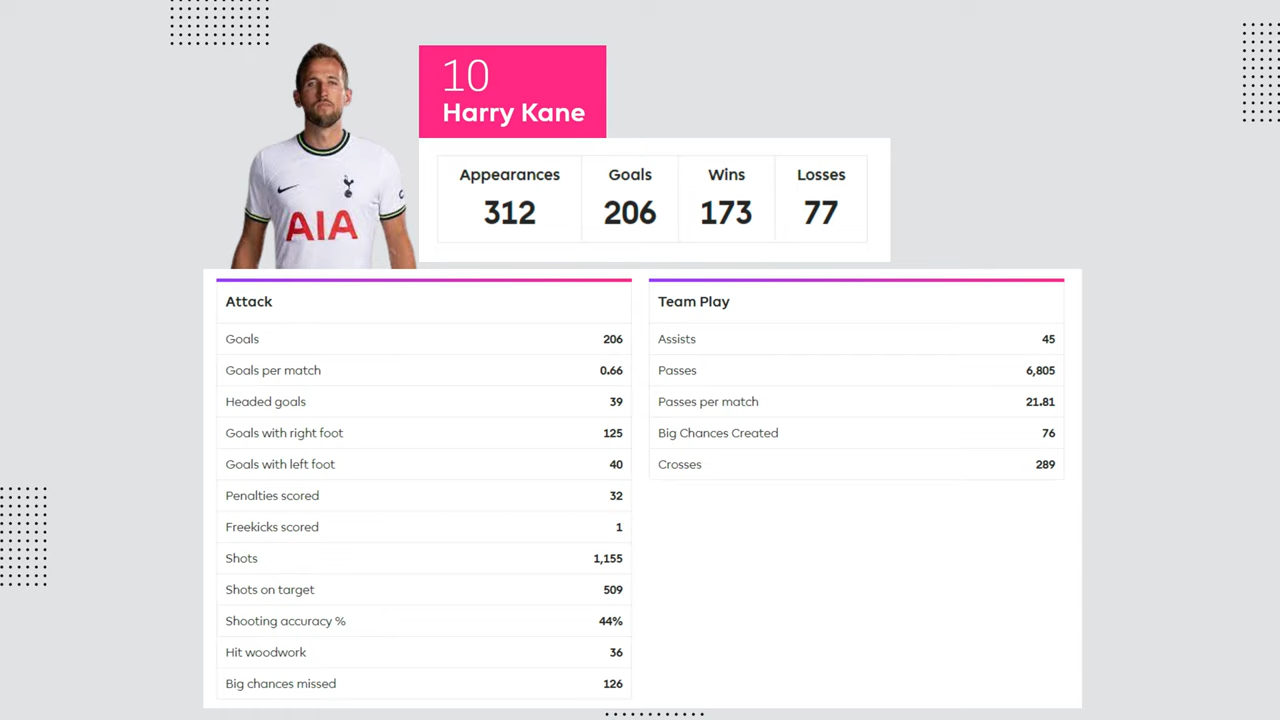 10
Harry Kane
Appearances Goals Wins Losses
312 206 173 77
AIA
Attack
Goals 206
Goals per match 0.66
Headed goals 39
Goals with right foot 125
Goals with left foot 40
Penalties scored 32
Freekicks scored 1
Shots 1,155
Shots on target 509
Shooting accuracy % 44%
Hit woodwork 36
Big chances missed 126
Team Play
Assists 45
Passes 6,805
Passes per match 21.81
Big Chances Created 76
Crosses 289